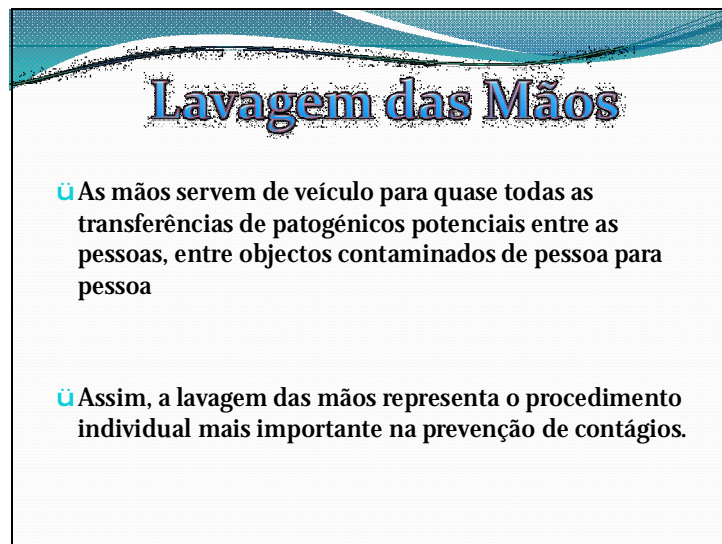 Lavagem das Mãos
ü As mãos servem de veículo para quase todas as
transferências de patogénicos potenciais entre as
pessoas, entre objectos contaminados de pessoa para
pessoa
ü Assim, a lavagem das mãos representa o procedimento
individual mais importante na prevenção de contágios.